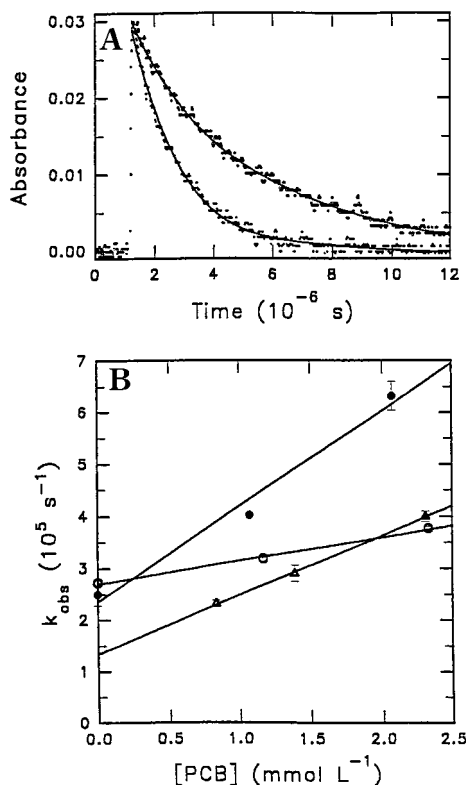 A
Absorbance
0.03
0.02
0.01
0.00
0 2 4 6 8 10 12
Time (10⁻⁶ s)
B
k_obs (10⁵ s⁻¹)
7
6
5
4
3
2
1
0
0.0 0.5 1.0 1.5 2.0 2.5
[PCB] (mmol L⁻¹)